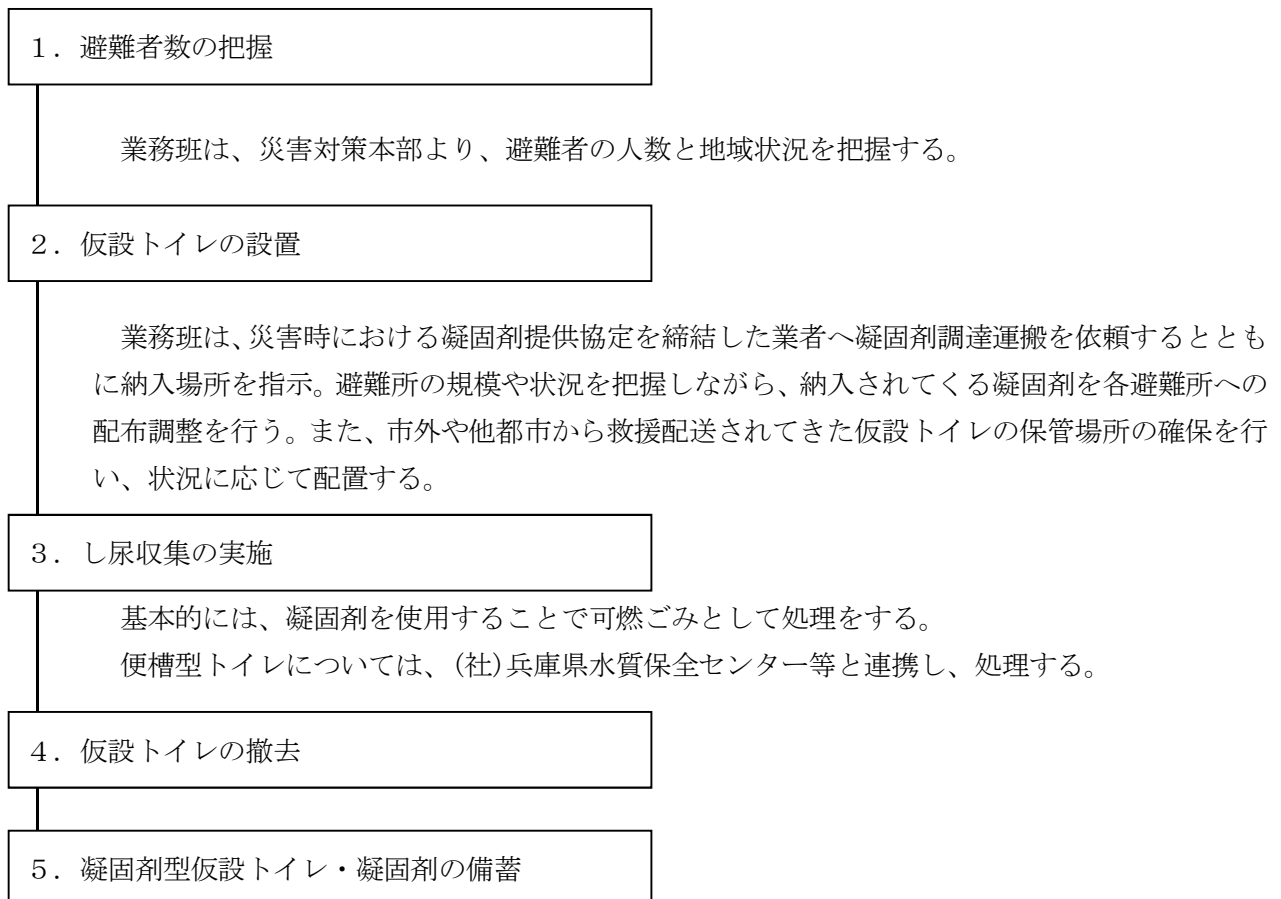 １．避難者数の把握
業務班は、災害対策本部より、避難者の人数と地域状況を把握する。
２．仮設トイレの設置
業務班は、災害時における凝固剤提供協定を締結した業者へ凝固剤調達運搬を依頼するととも
に納入場所を指示。避難所の規模や状況を把握しながら、納入されてくる凝固剤を各避難所への
配布調整を行う。また、市外や他都市から救援配送されてきた仮設トイレの保管場所の確保を行
い、状況に応じて配置する。
３．し尿収集の実施
基本的には、凝固剤を使用することで可燃ごみとして処理をする。
便槽型トイレについては、（社）兵庫県水質保全センター等と連携し、処理する。
４．仮設トイレの撤去
５．凝固剤型仮設トイレ・凝固剤の備蓄